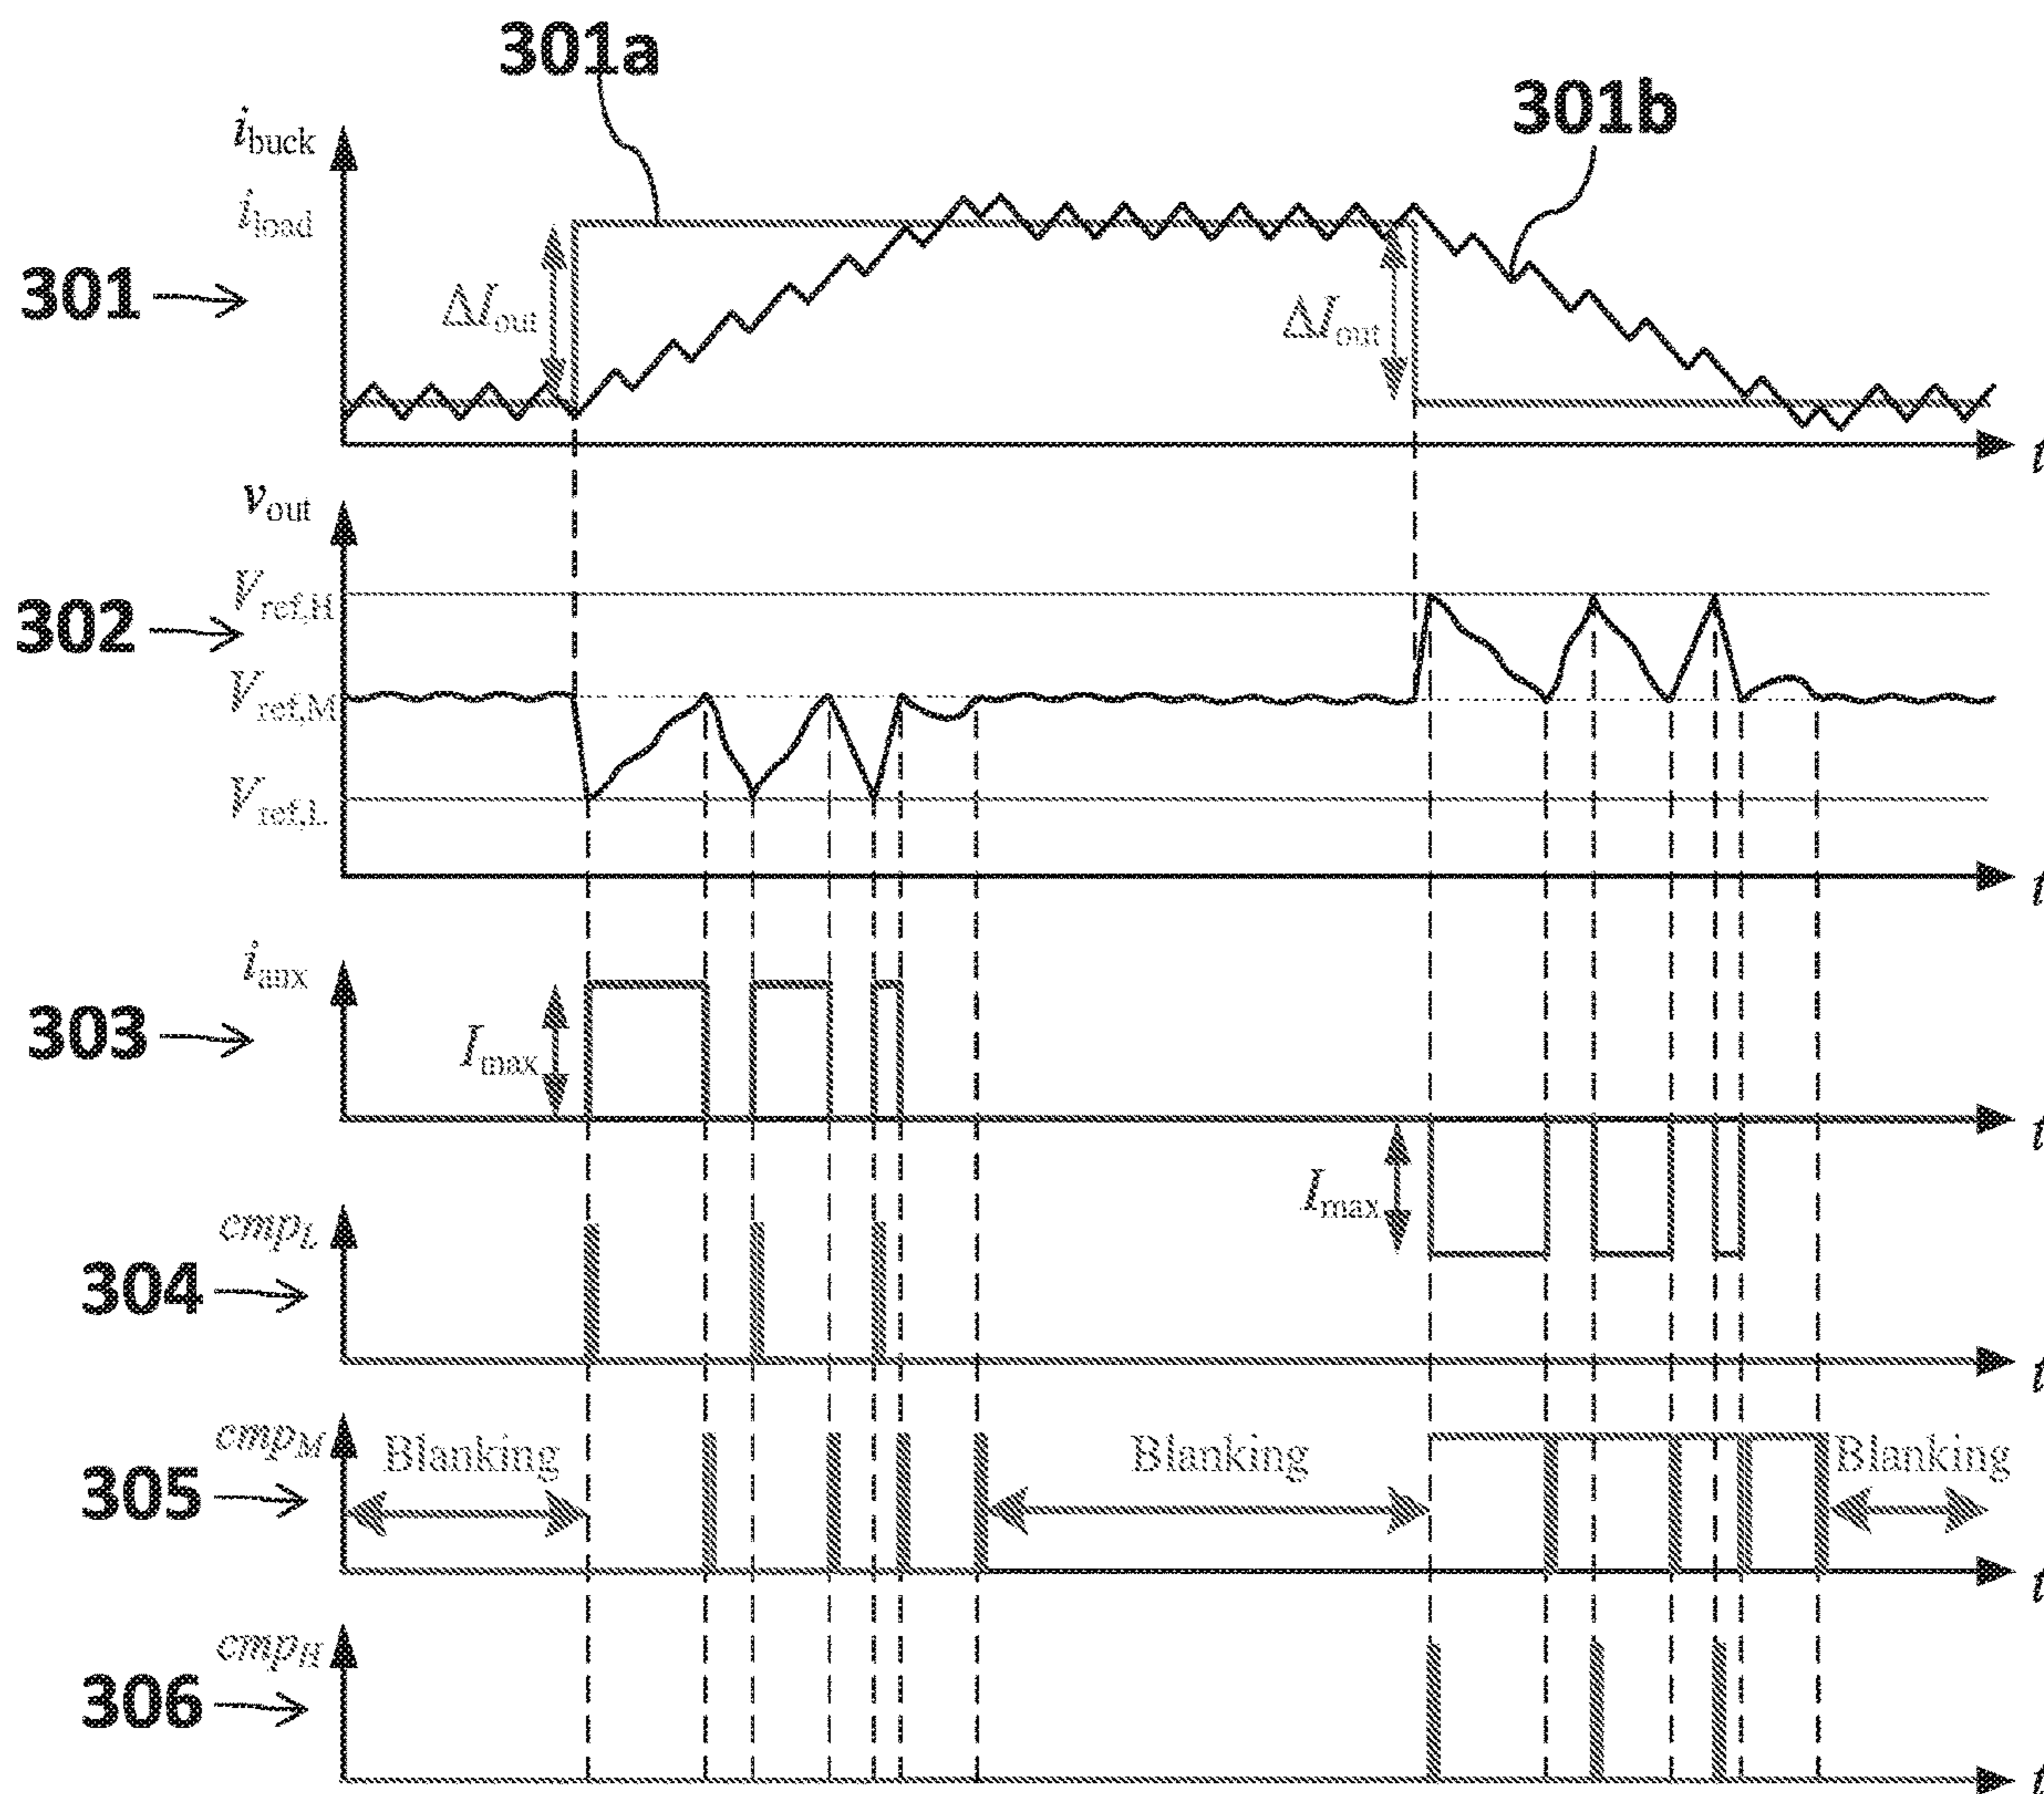 301a
301b
i_buck
i_load
301
ΔI_out
ΔI_out
t
v_out
V_ref,H
302
V_ref,M
V_ref,L
t
i_aux
303
I_max
t
I_max
cmp_L
304
t
cmp_M
Blanking
Blanking
Blanking
305
t
cmp_H
306
t